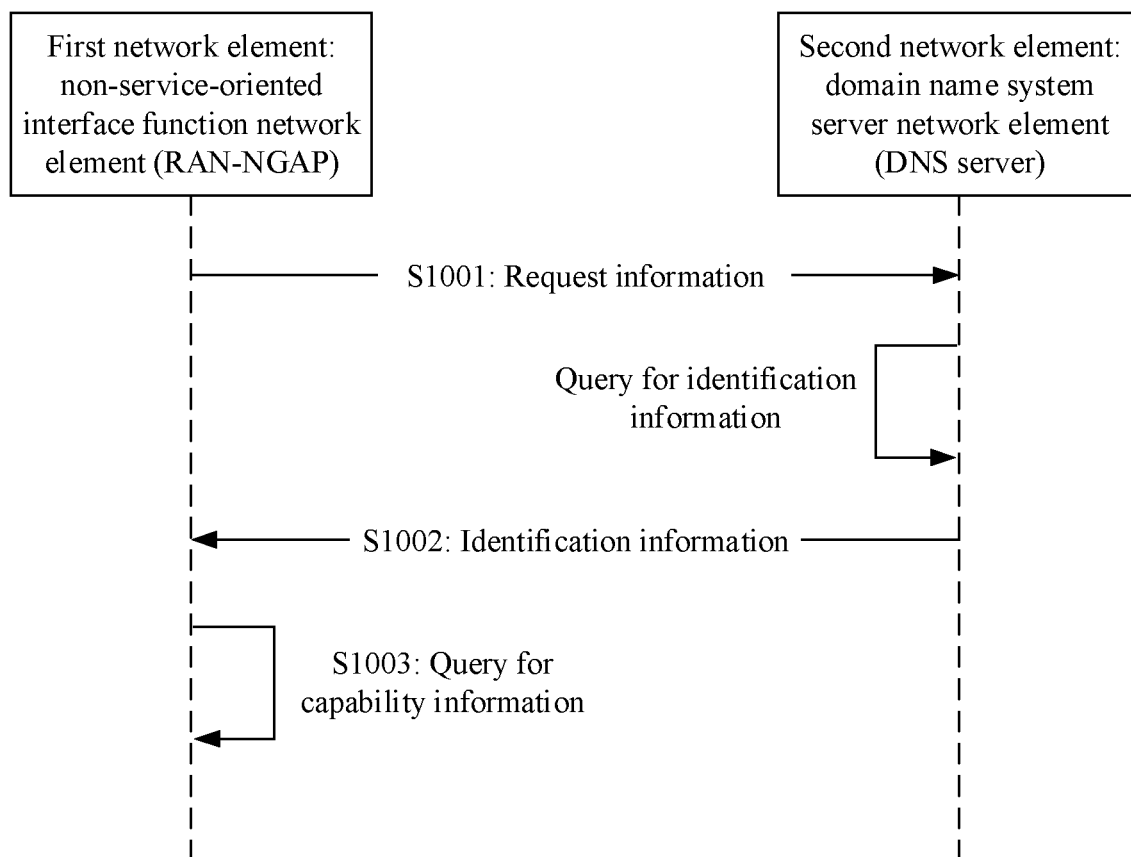 First network element:
non-service-oriented
interface function network
element (RAN-NGAP)
Second network element:
domain name system
server network element
(DNS server)
S1001: Request information
Query for identification
information
S1002: Identification information
S1003: Query for
capability information